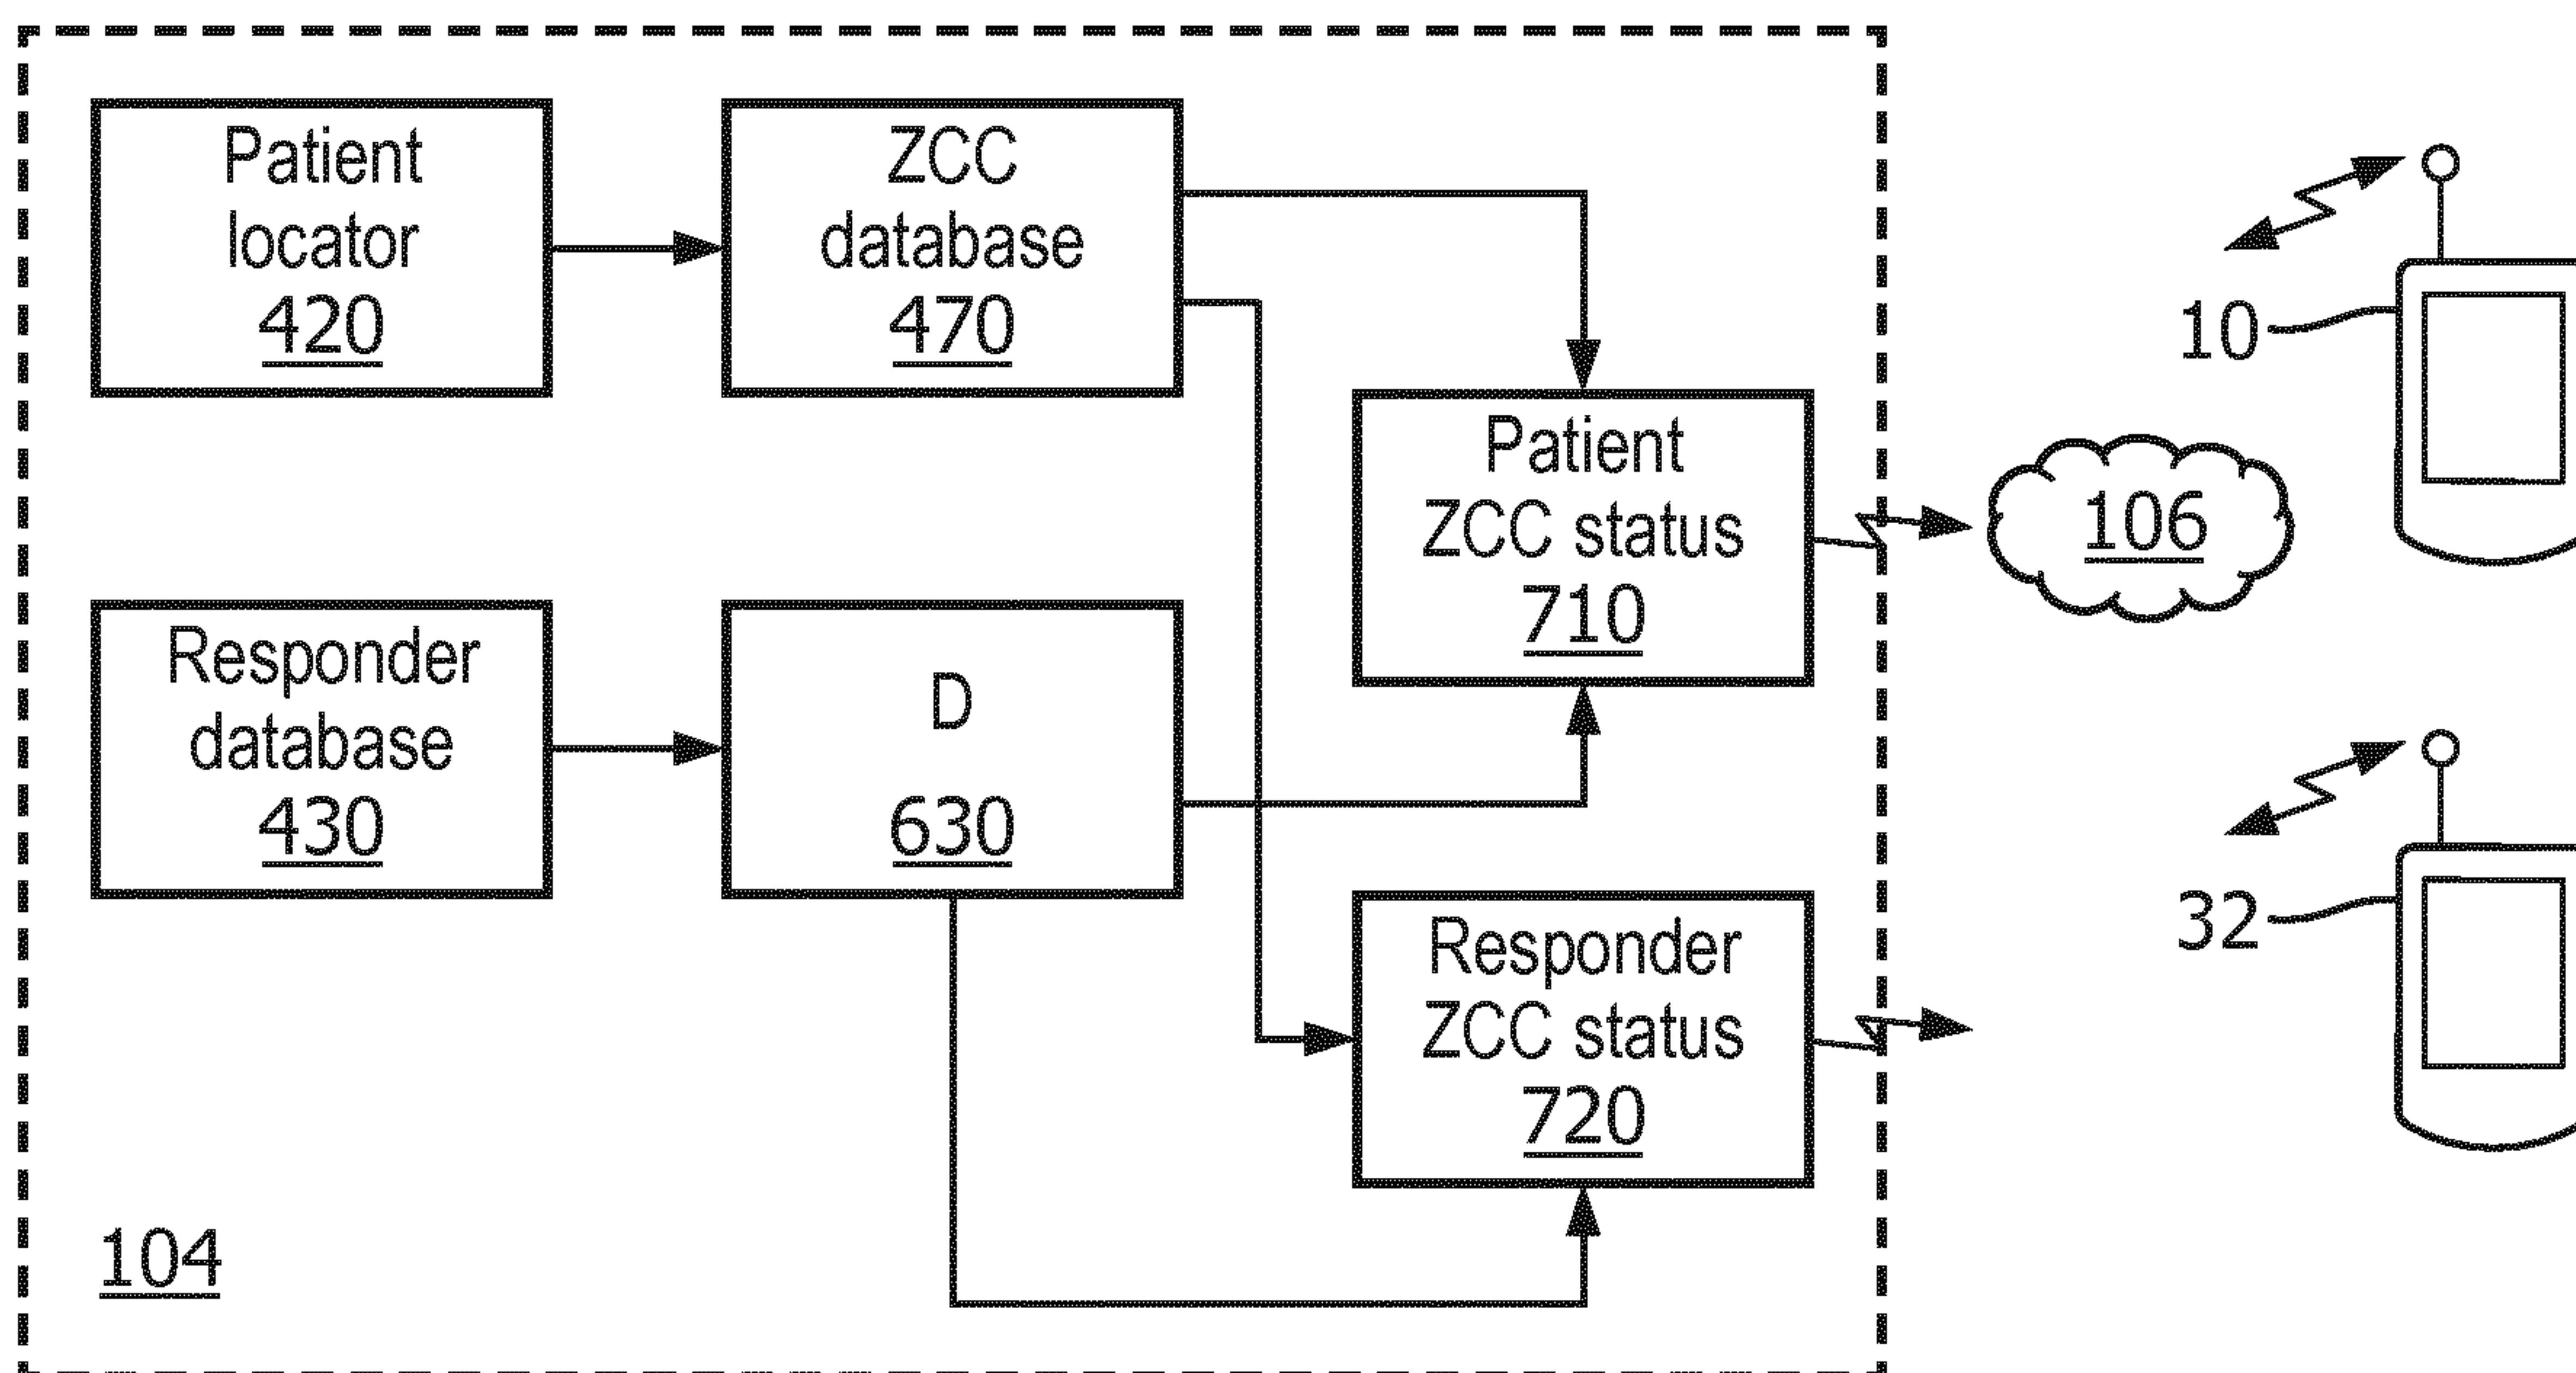 Patient
locator
420
ZCC
database
470
Patient
ZCC status
710
106
10
Responder
database
430
D
630
Responder
ZCC status
720
32
104